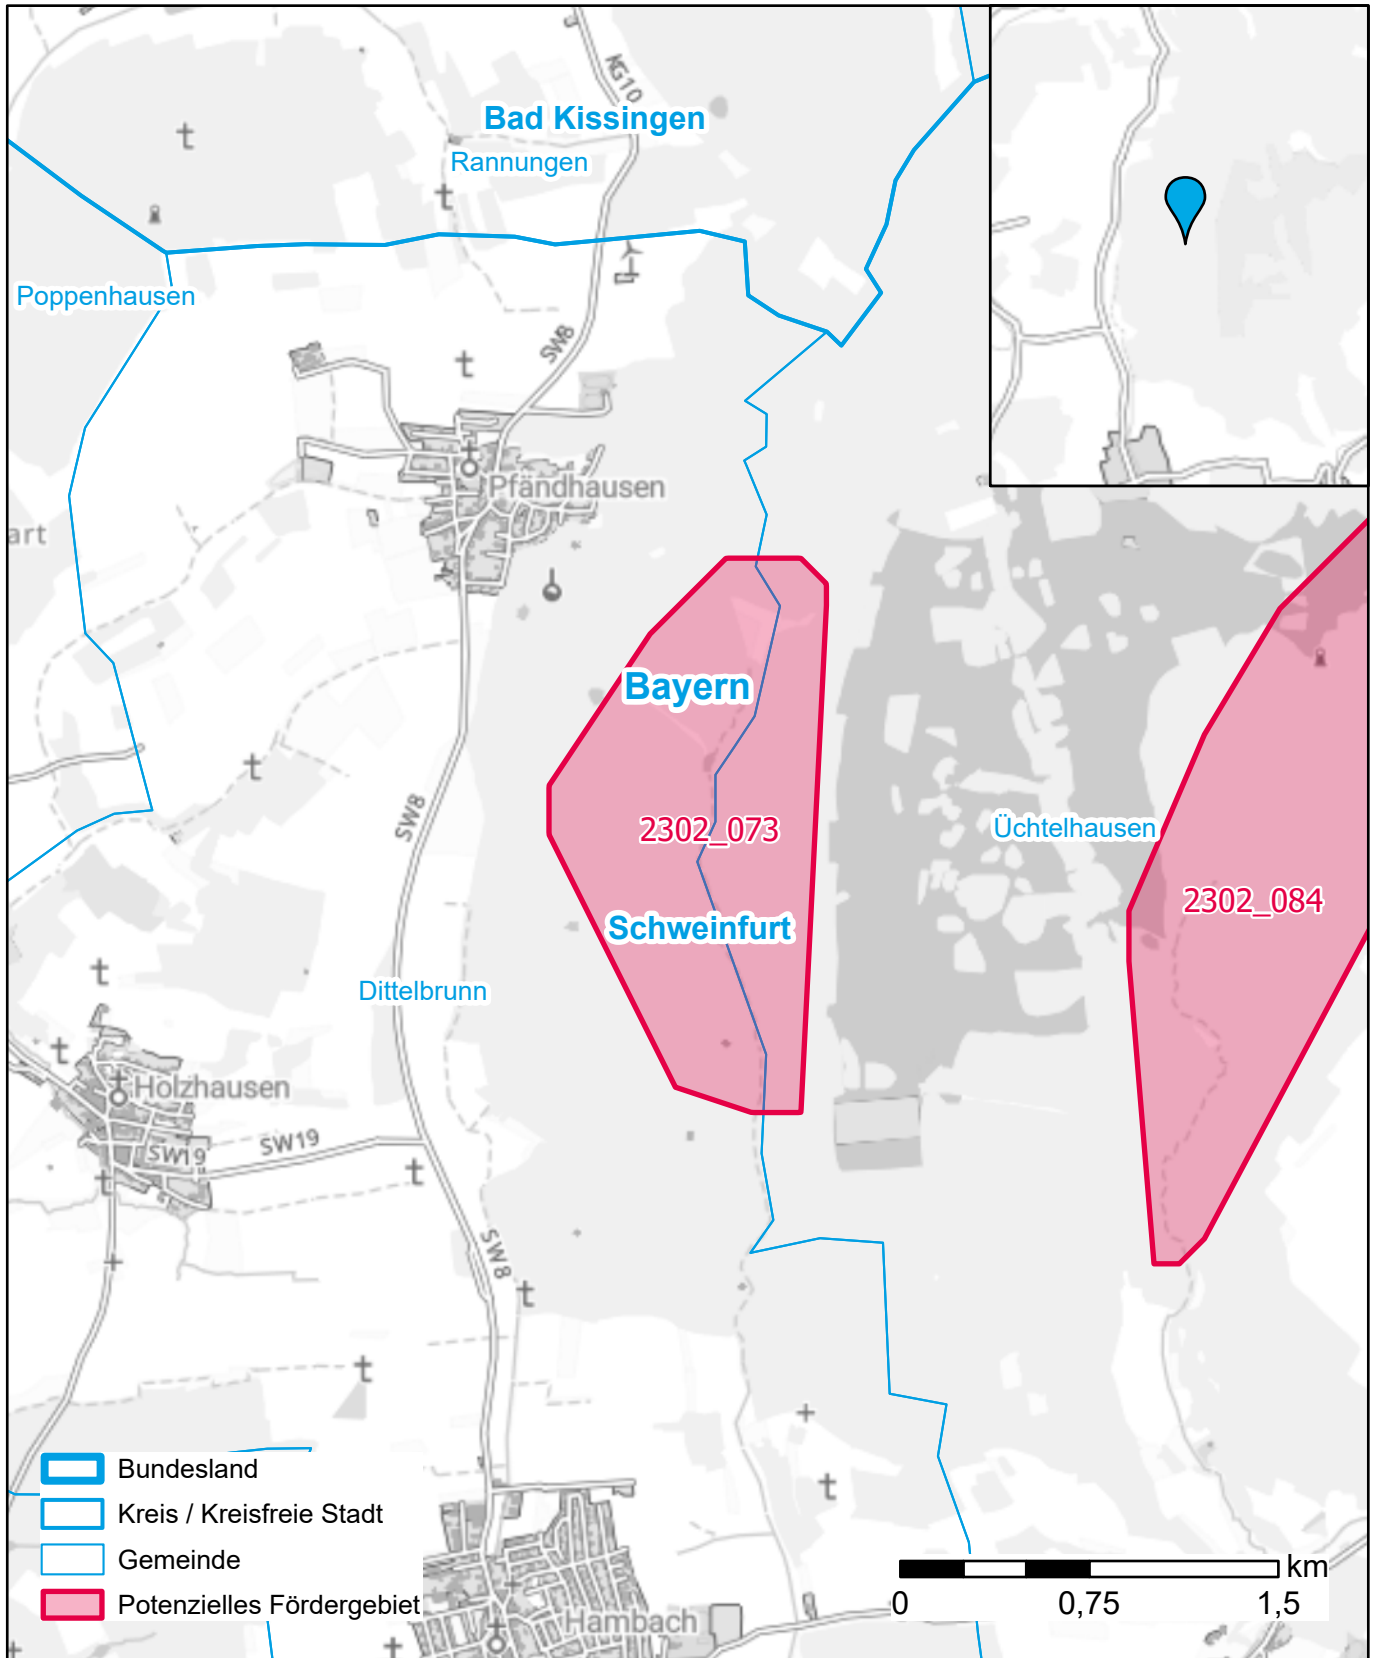 KG10
Bad Kissingen
Rannungen
Poppenhausen
SW8
Pfändhausen
art
Bayern
SW8
2302_073
Üchtelhausen
2302_084
Schweinfurt
Dittelbrunn
Holzhausen
SW19
SW19
SW8
Bundesland
Kreis / Kreisfreie Stadt
Gemeinde
Potenzielles Fördergebiet
Hambach
km
0
0,75
1,5